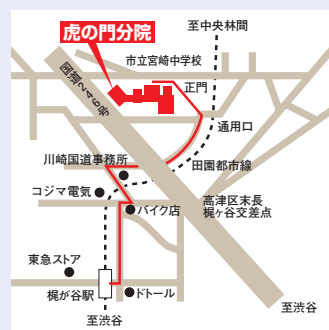 至中央林間
虎の門分院
市立宮崎中学校
国道246号
正門
通用口
川崎国道事務所
田園都市線
コジマ電気
高津区末長
梶ヶ谷交差点
バイク店
東急ストア
ドトール
梶が谷駅
至渋谷
至渋谷